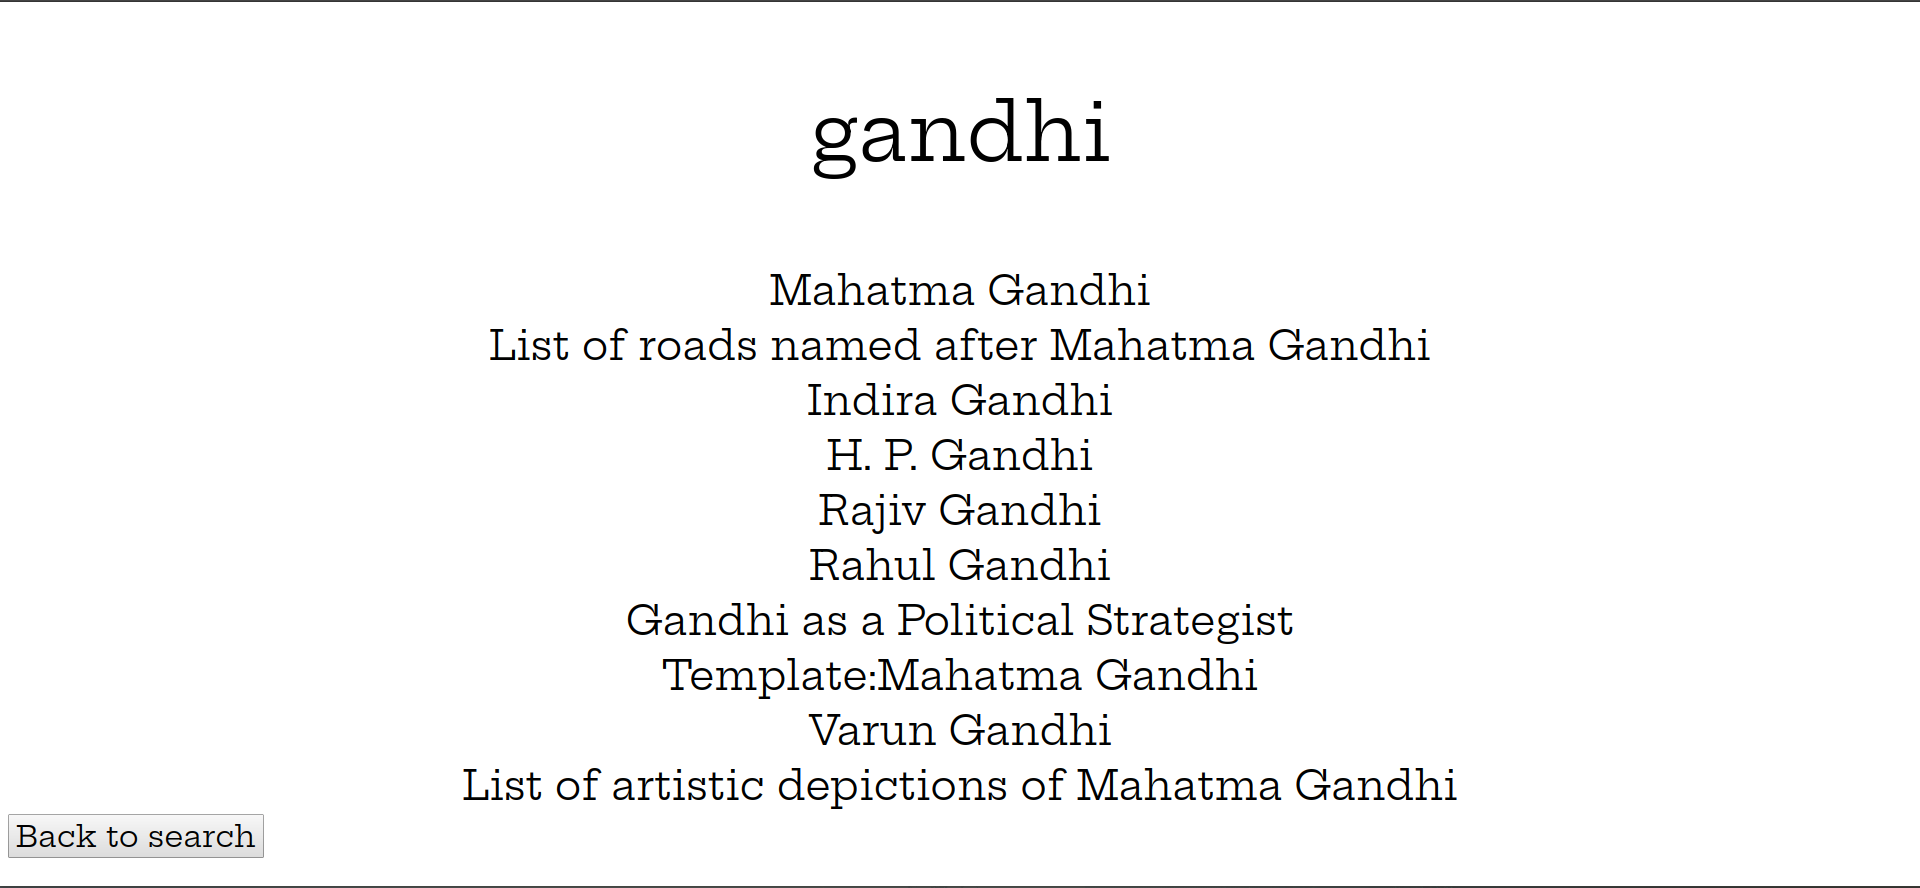 gandhi
Mahatma Gandhi
List of roads named after Mahatma Gandhi
Indira Gandhi
H. P. Gandhi
Rajiv Gandhi
Rahul Gandhi
Gandhi as a Political Strategist
Template:Mahatma Gandhi
Varun Gandhi
List of artistic depictions of Mahatma Gandhi
Back to search